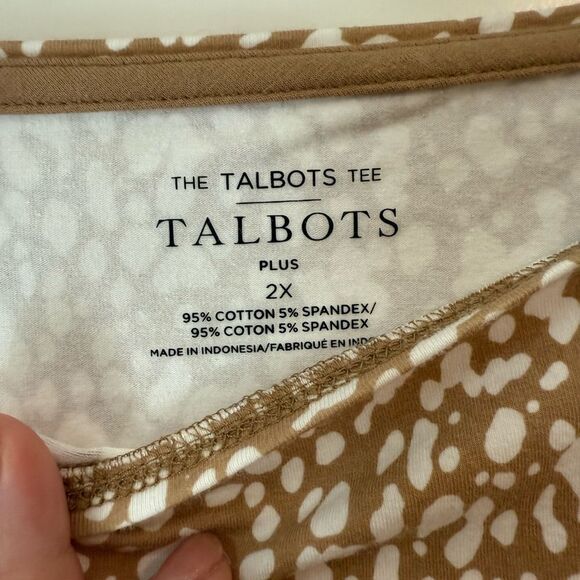 THE TALBOTS TEE
TALBOTS
PLUS
2X
95% COTTON 5% SPANDEX/
95% COTON 5% SPANDEX
MADE IN INDONESIA/FABRIQUÉ EN